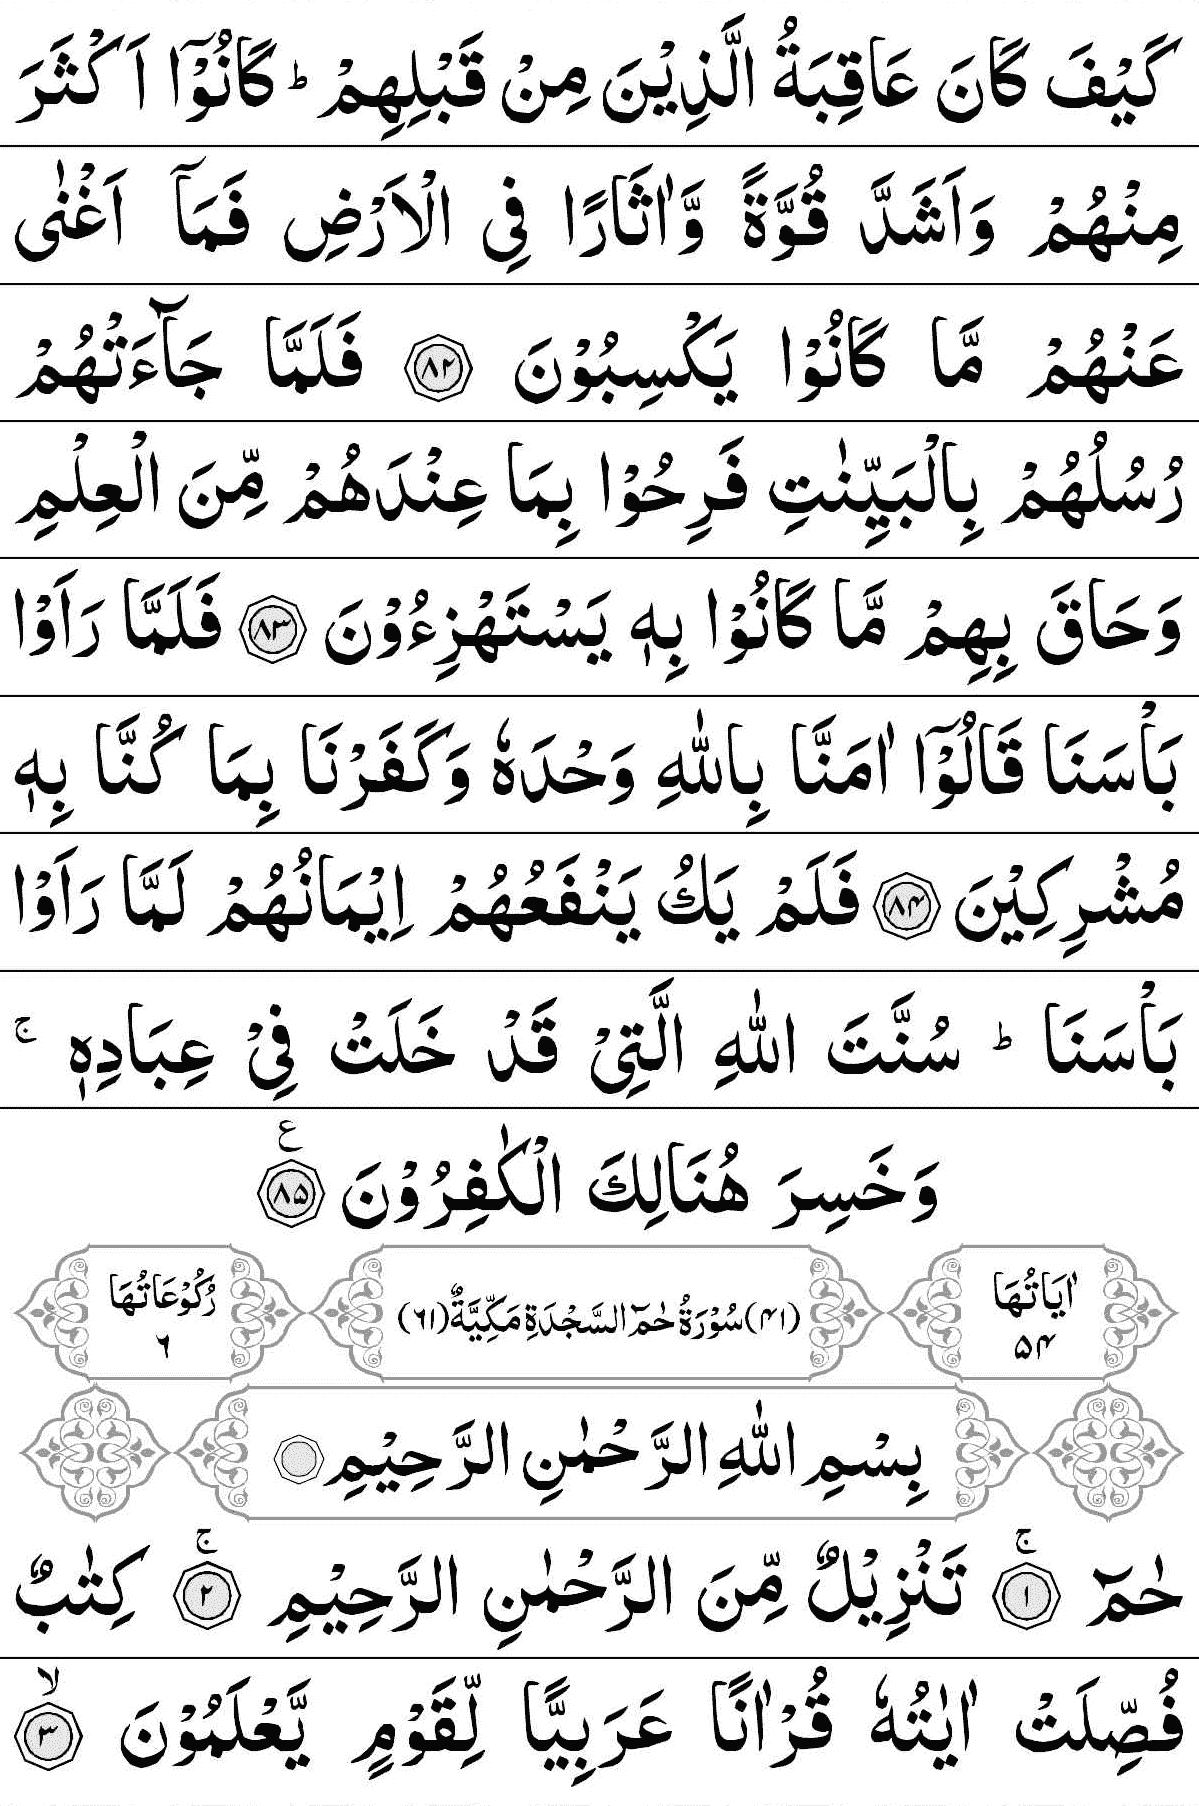 كَيْفَ كَانَ عَاقِبَةُ الَّذِيْنَ مِنْ قَبْلِهِمْ ؕ كَانُوْۤا اَكْثَرَ
مِنْهُمْ وَاَشَدَّ قُوَّةً وَّاٰثَارًا فِي الْاَرْضِ فَمَاۤ اَغْنٰى
عَنْهُمْ مَّا كَانُوْا يَكْسِبُوْنَ ۸۲ فَلَمَّا جَآءَتْهُمْ
رُسُلُهُمْ بِالْبَيِّنٰتِ فَرِحُوْا بِمَا عِنْدَهُمْ مِّنَ الْعِلْمِ
وَحَاقَ بِهِمْ مَّا كَانُوْا بِهٖ يَسْتَهْزِءُوْنَ ۸۳ فَلَمَّا رَاَوْا
بَاْسَنَا قَالُوْۤا اٰمَنَّا بِاللّٰهِ وَحْدَهٗ وَكَفَرْنَا بِمَا كُنَّا بِهٖ
مُشْرِكِيْنَ ۸۴ فَلَمْ يَكُ يَنْفَعُهُمْ اِيْمَانُهُمْ لَمَّا رَاَوْا
بَاْسَنَا ؕ سُنَّتَ اللّٰهِ الَّتِيْ قَدْ خَلَتْ فِيْ عِبَادِهٖ ۚ
وَخَسِرَ هُنَالِكَ الْكٰفِرُوْنَ ۸۵ ع
اٰيَاتُهَا ۵۴ (۴۱) سُوْرَةُ حٰمٓ السَّجْدَةِ مَكِّيَّةٌ (۶۱) رُكُوْعَاتُهَا ۶
بِسْمِ اللّٰهِ الرَّحْمٰنِ الرَّحِيْمِ
حٰمٓ ۱ ۚ تَنْزِيْلٌ مِّنَ الرَّحْمٰنِ الرَّحِيْمِ ۲ ۚ كِتٰبٌ
فُصِّلَتْ اٰيٰتُهٗ قُرْاٰنًا عَرَبِيًّا لِّقَوْمٍ يَّعْلَمُوْنَ ۳ ۙ